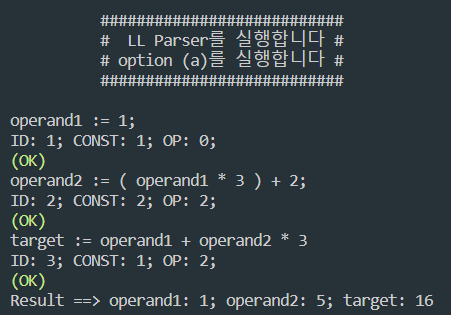 ###########################
#  LL Parser를 실행합니다 #
# option (a)를 실행합니다 #
###########################
operand1 := 1;
ID: 1; CONST: 1; OP: 0;
(OK)
operand2 := ( operand1 * 3 ) + 2;
ID: 2; CONST: 2; OP: 2;
(OK)
target := operand1 + operand2 * 3
ID: 3; CONST: 1; OP: 2;
(OK)
Result ==> operand1: 1; operand2: 5; target: 16